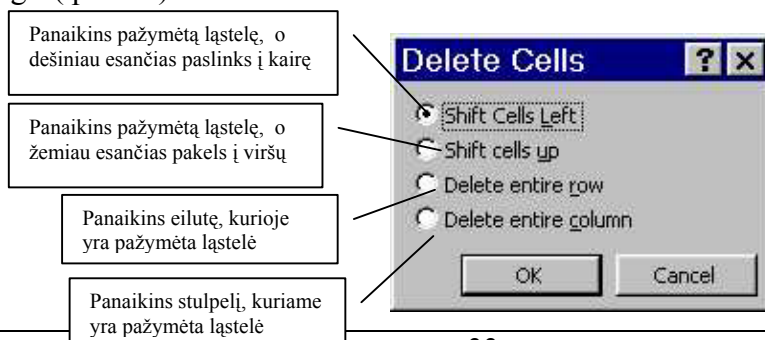 Panaikins pažymėtą ląstelę, o
dešiniau esančias paslinks į kairę
Panaikins pažymėtą ląstelę, o
žemiau esančias pakels į viršų
Panaikins eilutę, kurioje
yra pažymėta ląstelė
Panaikins stulpelį, kuriame
yra pažymėta ląstelė
Delete Cells
Shift Cells Left
Shift cells up
Delete entire row
Delete entire column
OK Cancel